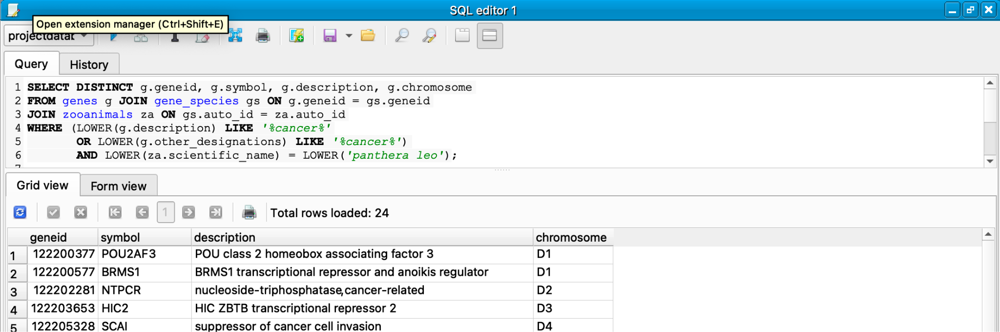 SQL editor 1
Open extension manager (Ctrl+Shift+E)
projectdatab
Query
History
1 SELECT DISTINCT g.geneid, g.symbol, g.description, g.chromosome
2 FROM genes g JOIN gene_species gs ON g.geneid = gs.geneid
3 JOIN zooanimals za ON gs.auto_id = za.auto_id
4 WHERE (LOWER(g.description) LIKE '%cancer%'
5 OR LOWER(g.other_designations) LIKE '%cancer%')
6 AND LOWER(za.scientific_name) = LOWER('panthera leo');
7
Grid view
Form view
1
Total rows loaded: 24
geneid symbol description chromosome
1 122200377 POU2AF3 POU class 2 homeobox associating factor 3 D1
2 122200577 BRMS1 BRMS1 transcriptional repressor and anoikis regulator D1
3 122202281 NTPCR nucleoside-triphosphatase, cancer-related D2
4 122203653 HIC2 HIC ZBTB transcriptional repressor 2 D3
5 122205328 SCAI suppressor of cancer cell invasion D4